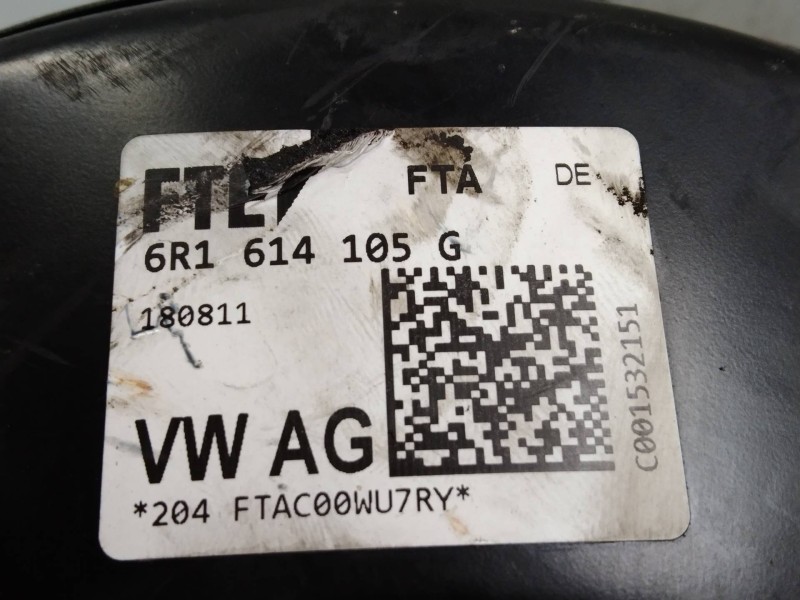 FTE FTA DE
6R1 614 105 G
180811
VW AG
*204 FTAC00WU7RY*
C001532151